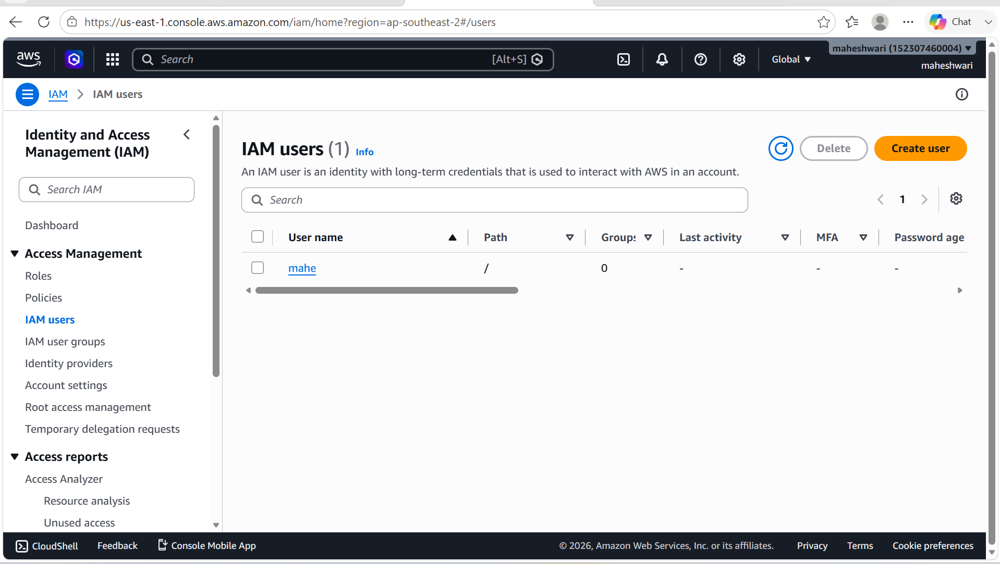 https://us-east-1.console.aws.amazon.com/iam/home?region=ap-southeast-2#/users
Chat
aws
Search
[Alt+S]
Global
maheshwari (152307460004)
maheshwari
IAM
IAM users
Identity and Access
Management (IAM)
Search IAM
Dashboard
Access Management
Roles
Policies
IAM users
IAM user groups
Identity providers
Account settings
Root access management
Temporary delegation requests
Access reports
Access Analyzer
Resource analysis
Unused access
IAM users (1) Info
Delete
Create user
An IAM user is an identity with long-term credentials that is used to interact with AWS in an account.
Search
1
User name Path Groups Last activity MFA Password age
mahe / 0 - - -
CloudShell Feedback Console Mobile App © 2026, Amazon Web Services, Inc. or its affiliates. Privacy Terms Cookie preferences